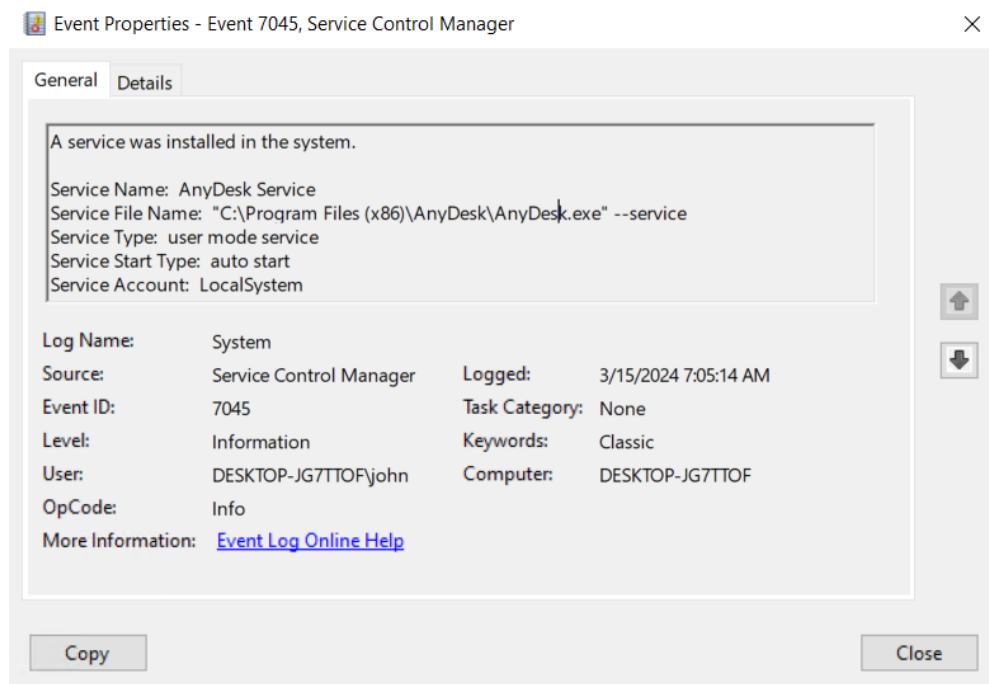 Event Properties - Event 7045, Service Control Manager
General Details
A service was installed in the system.
Service Name: AnyDesk Service
Service File Name: "C:\Program Files (x86)\AnyDesk\AnyDesk.exe" --service
Service Type: user mode service
Service Start Type: auto start
Service Account: LocalSystem
Log Name: System
Source: Service Control Manager Logged: 3/15/2024 7:05:14 AM
Event ID: 7045 Task Category: None
Level: Information Keywords: Classic
User: DESKTOP-JG7TTOF\john Computer: DESKTOP-JG7TTOF
OpCode: Info
More Information: Event Log Online Help
Copy Close